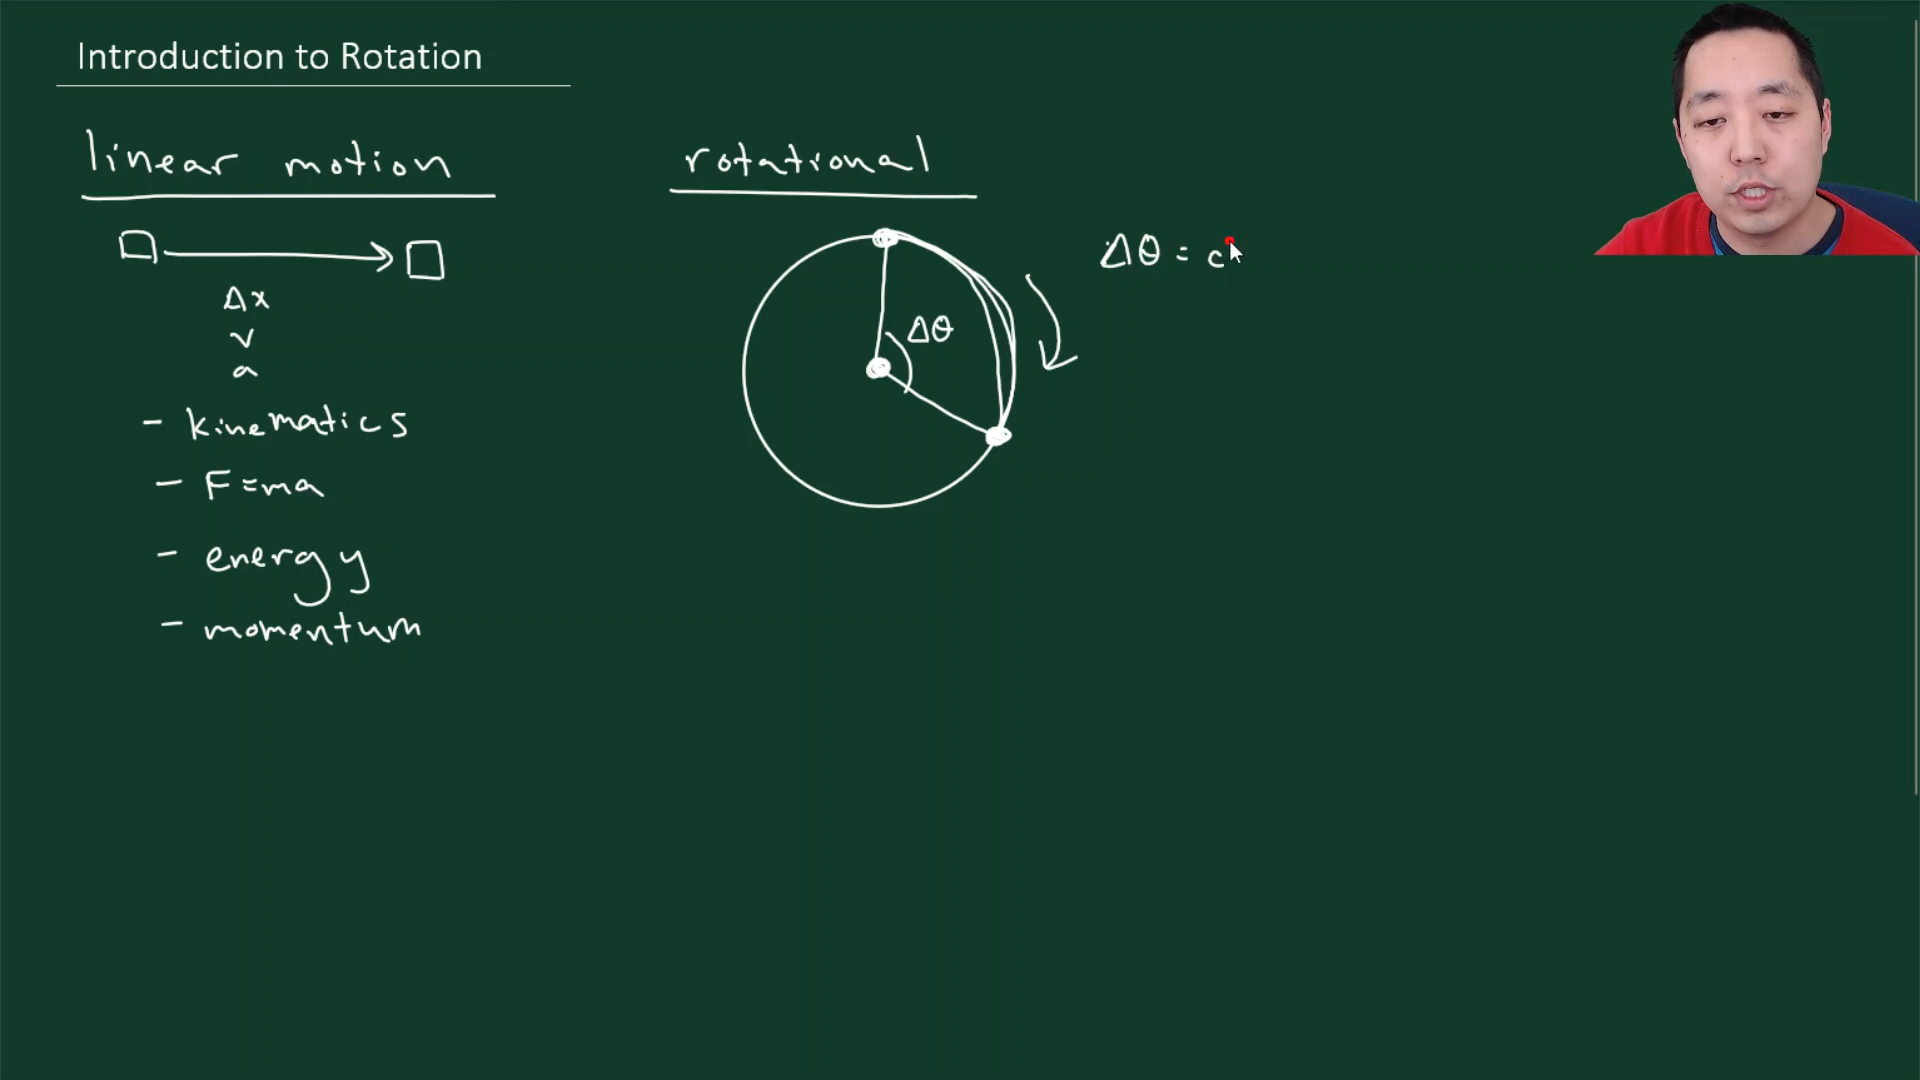 Introduction to Rotation
linear motion
Δx
v
a
- kinematics
- F=ma
- energy
- momentum
rotational
Δθ
Δθ = c